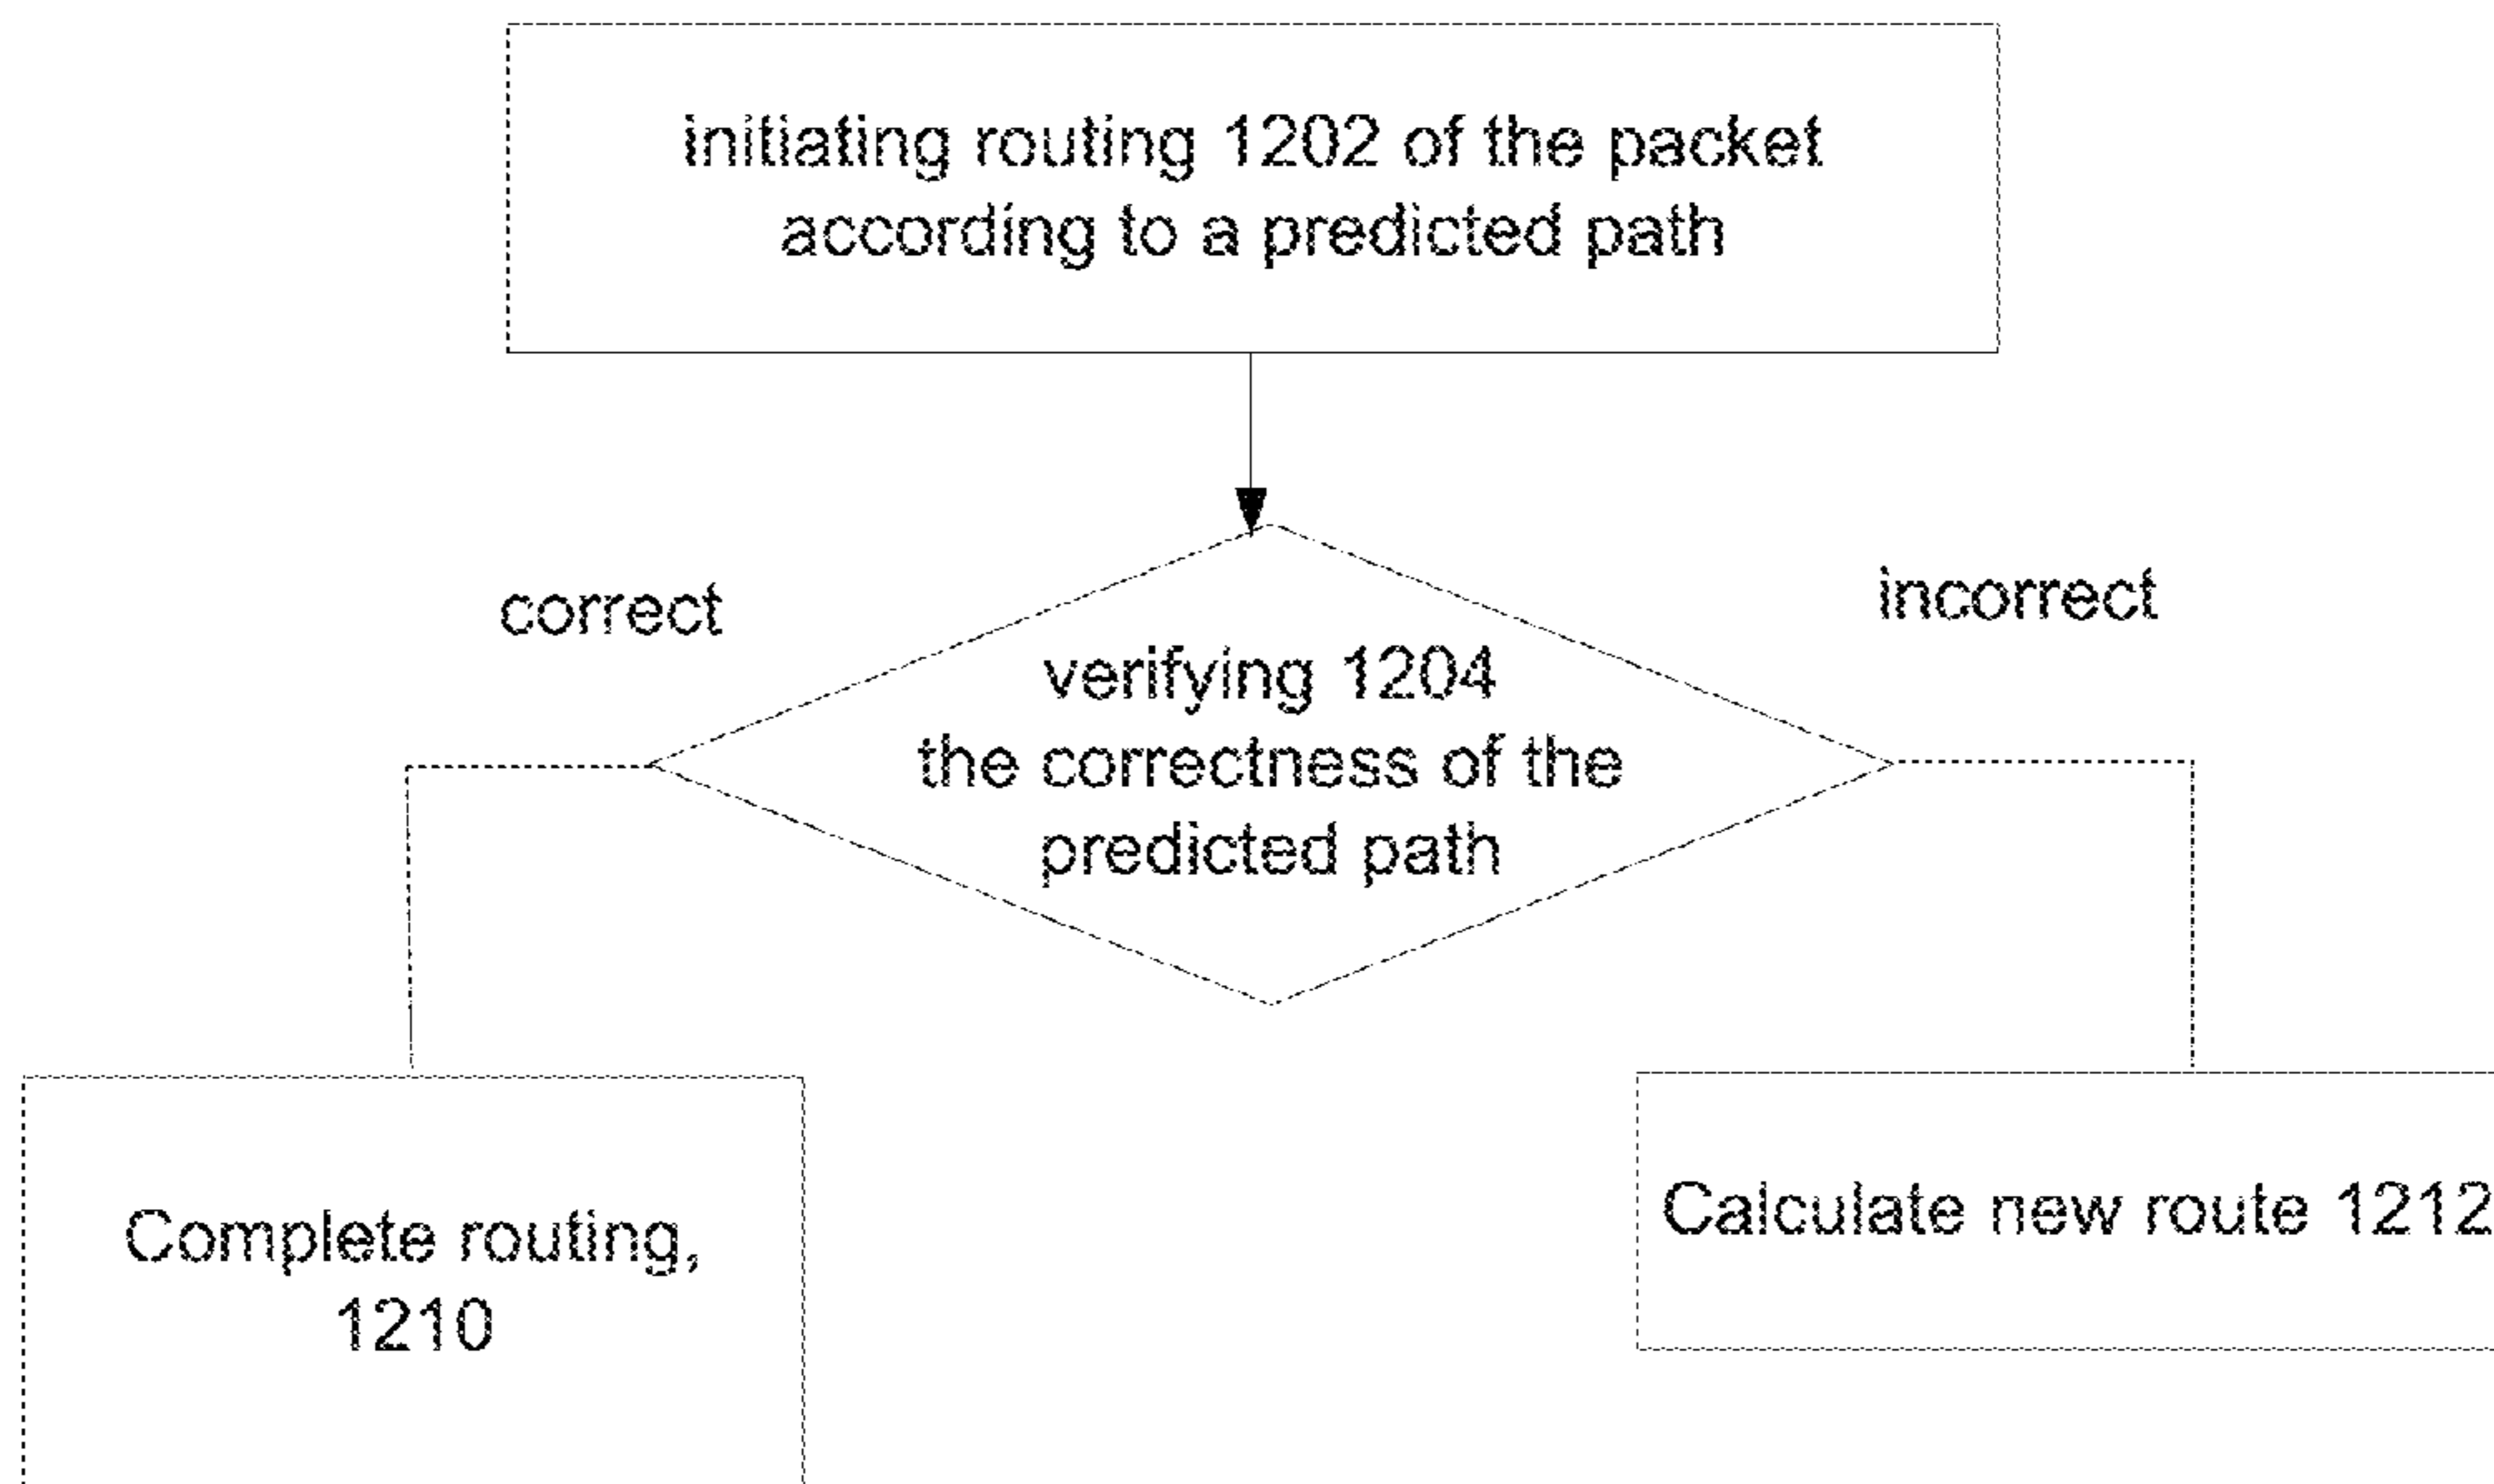 initiating routing 1202 of the packet
according to a predicted path
correct
incorrect
verifying 1204
the correctness of the
predicted path
Complete routing,
1210
Calculate new route 1212